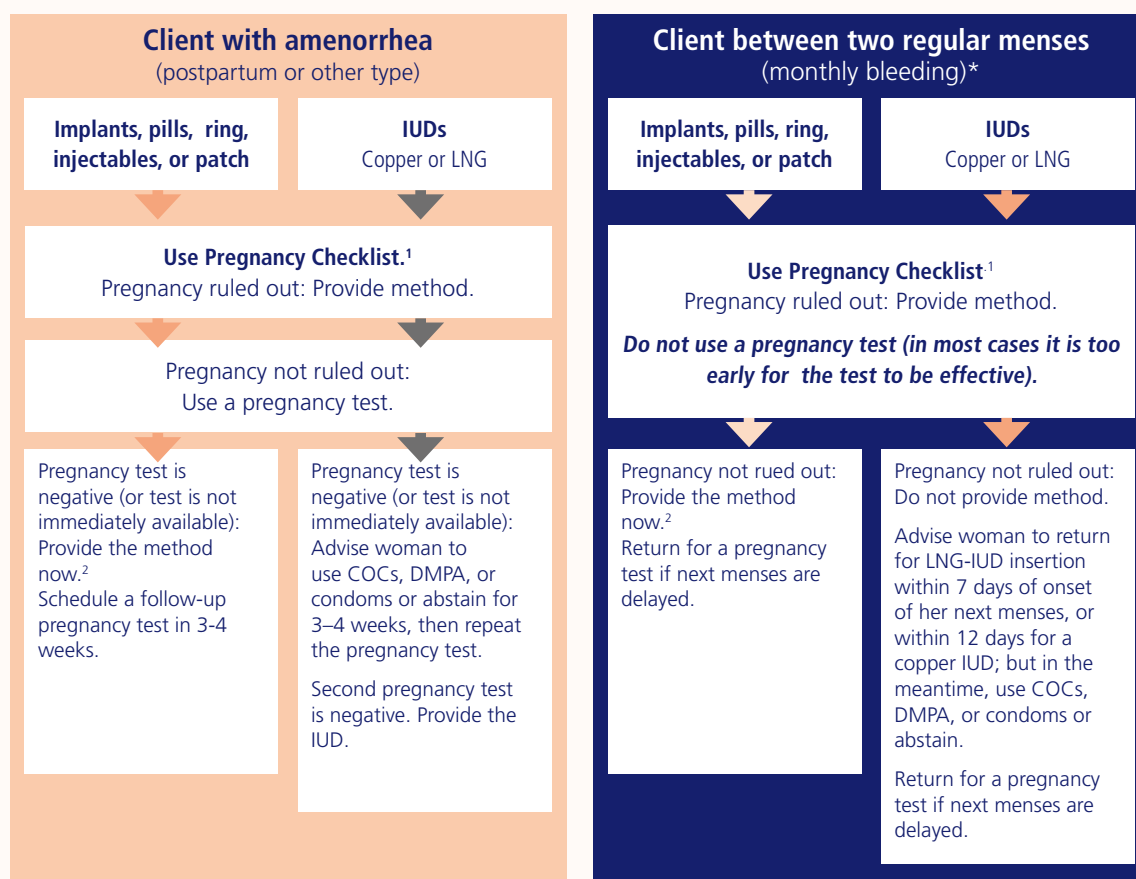 Client with amenorrhea
(postpartum or other type)
Implants, pills, ring,
injectables, or patch
IUDs
Copper or LNG
Use Pregnancy Checklist.¹
Pregnancy ruled out: Provide method.
Pregnancy not ruled out:
Use a pregnancy test.
Pregnancy test is
negative (or test is not
immediately available):
Provide the method
now.²
Schedule a follow-up
pregnancy test in 3-4
weeks.
Pregnancy test is
negative (or test is not
immediately available):
Advise woman to
use COCs, DMPA, or
condoms or abstain for
3–4 weeks, then repeat
the pregnancy test.
Second pregnancy test
is negative. Provide the
IUD.
Client between two regular menses
(monthly bleeding)*
Implants, pills, ring,
injectables, or patch
IUDs
Copper or LNG
Use Pregnancy Checklist.¹
Pregnancy ruled out: Provide method.
Do not use a pregnancy test (in most cases it is too
early for the test to be effective).
Pregnancy not rued out:
Provide the method
now.²
Return for a pregnancy
test if next menses are
delayed.
Pregnancy not ruled out:
Do not provide method.
Advise woman to return
for LNG-IUD insertion
within 7 days of onset
of her next menses, or
within 12 days for a
copper IUD; but in the
meantime, use COCs,
DMPA, or condoms or
abstain.
Return for a pregnancy
test if next menses are
delayed.